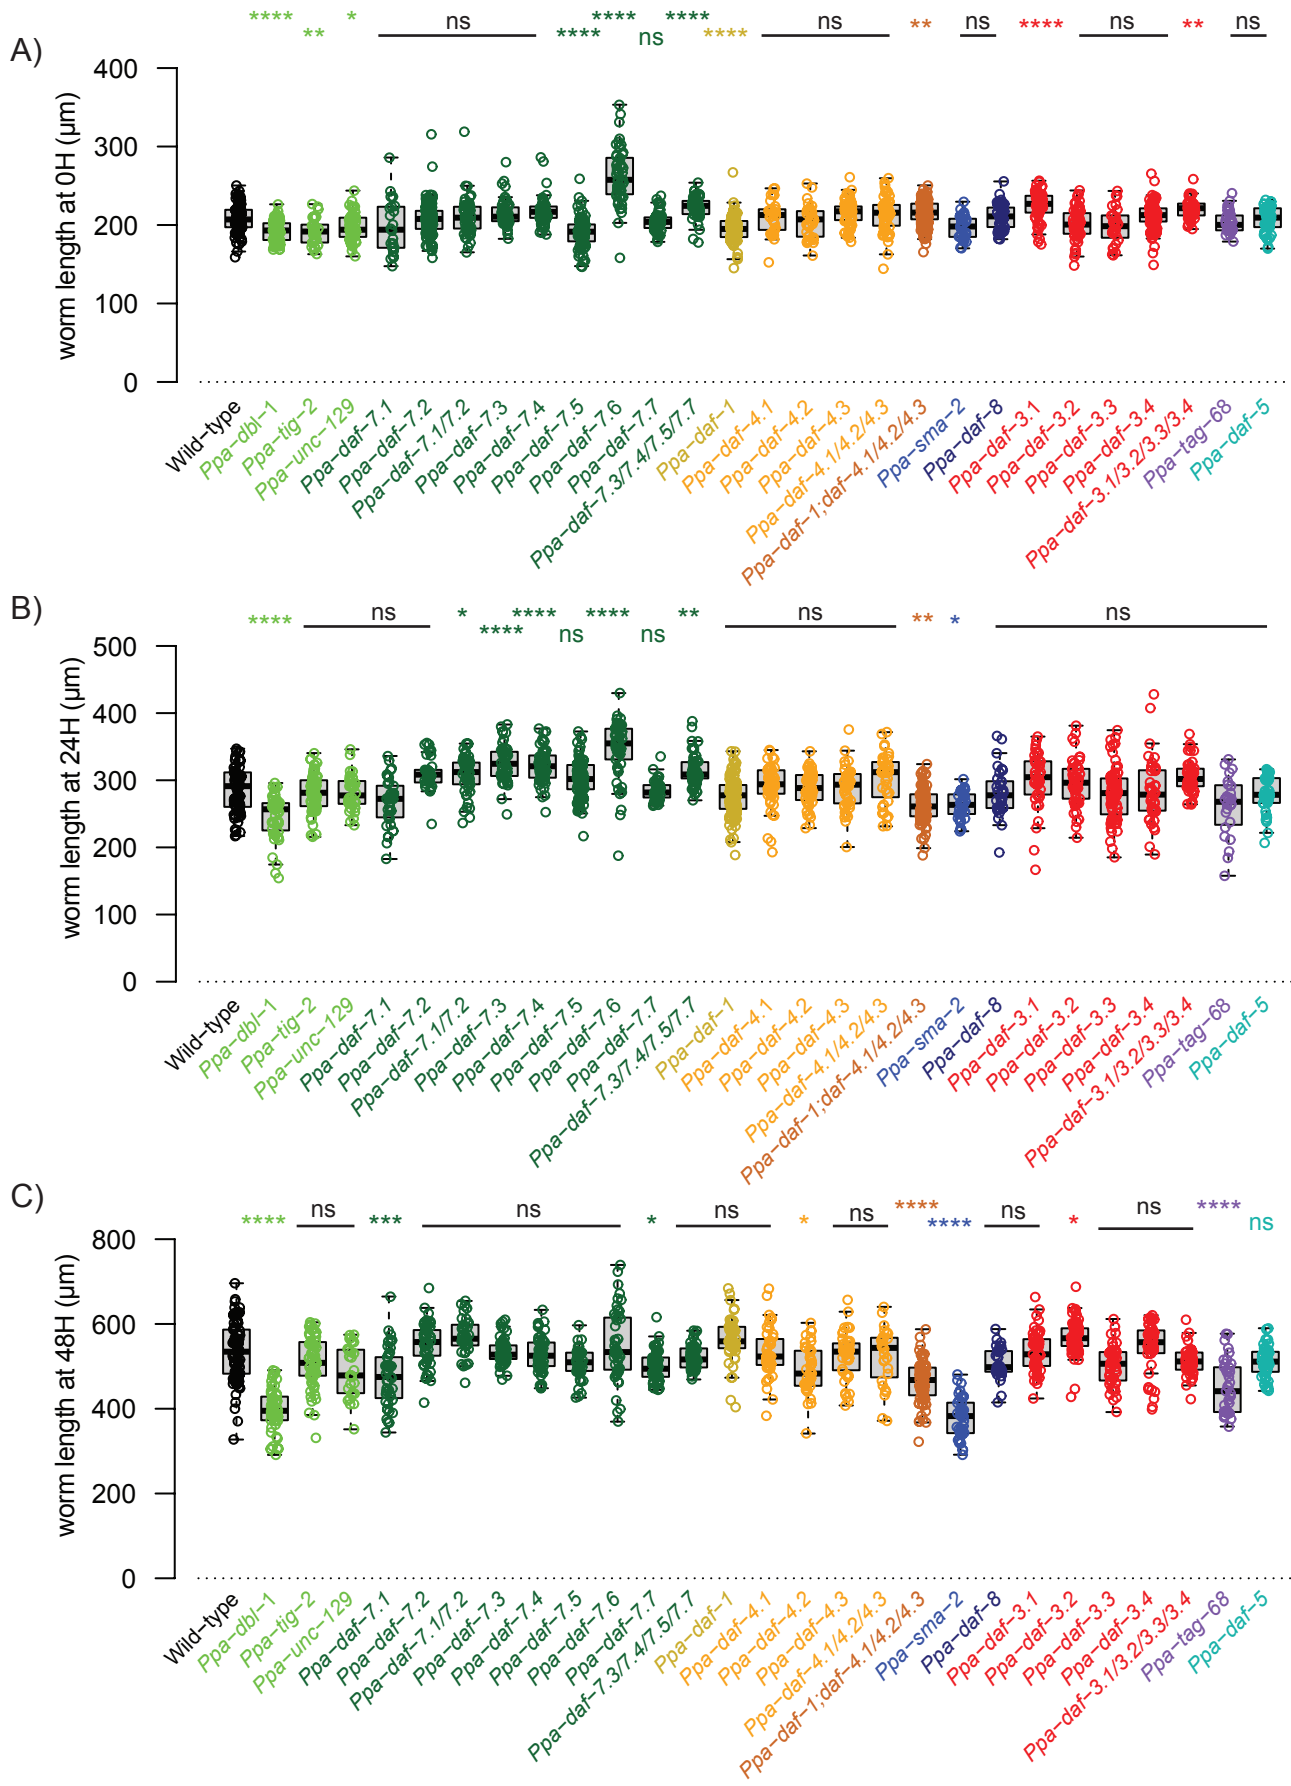 **** ** * ns **** **** ns **** **** ns ** ns **** ns ** ns
A)
worm length at 0H (µm)
400
300
200
100
0
Wild−type
Ppa−dbl−1
Ppa−tig−2
Ppa−unc−129
Ppa−daf−7.1
Ppa−daf−7.2
Ppa−daf−7.1/7.2
Ppa−daf−7.3
Ppa−daf−7.4
Ppa−daf−7.5
Ppa−daf−7.6
Ppa−daf−7.7
Ppa−daf−7.3/7.4/7.5/7.7
Ppa−daf−1
Ppa−daf−4.1
Ppa−daf−4.2
Ppa−daf−4.3
Ppa−daf−4.1/4.2/4.3
Ppa−daf−1;daf−4.1/4.2/4.3
Ppa−sma−2
Ppa−daf−8
Ppa−daf−3.1
Ppa−daf−3.2
Ppa−daf−3.3
Ppa−daf−3.4
Ppa−daf−3.1/3.2/3.3/3.4
Ppa−tag−68
Ppa−daf−5
B)
**** ns * **** **** ns **** ns ** ns ** * ns
worm length at 24H (µm)
500
400
300
200
100
0
Wild−type
Ppa−dbl−1
Ppa−tig−2
Ppa−unc−129
Ppa−daf−7.1
Ppa−daf−7.2
Ppa−daf−7.1/7.2
Ppa−daf−7.3
Ppa−daf−7.4
Ppa−daf−7.5
Ppa−daf−7.6
Ppa−daf−7.7
Ppa−daf−7.3/7.4/7.5/7.7
Ppa−daf−1
Ppa−daf−4.1
Ppa−daf−4.2
Ppa−daf−4.3
Ppa−daf−4.1/4.2/4.3
Ppa−daf−1;daf−4.1/4.2/4.3
Ppa−sma−2
Ppa−daf−8
Ppa−daf−3.1
Ppa−daf−3.2
Ppa−daf−3.3
Ppa−daf−3.4
Ppa−daf−3.1/3.2/3.3/3.4
Ppa−tag−68
Ppa−daf−5
C)
**** ns *** ns * ns * ns **** **** ns * ns **** ns
worm length at 48H (µm)
800
600
400
200
0
Wild−type
Ppa−dbl−1
Ppa−tig−2
Ppa−unc−129
Ppa−daf−7.1
Ppa−daf−7.2
Ppa−daf−7.1/7.2
Ppa−daf−7.3
Ppa−daf−7.4
Ppa−daf−7.5
Ppa−daf−7.6
Ppa−daf−7.7
Ppa−daf−7.3/7.4/7.5/7.7
Ppa−daf−1
Ppa−daf−4.1
Ppa−daf−4.2
Ppa−daf−4.3
Ppa−daf−4.1/4.2/4.3
Ppa−daf−1;daf−4.1/4.2/4.3
Ppa−sma−2
Ppa−daf−8
Ppa−daf−3.1
Ppa−daf−3.2
Ppa−daf−3.3
Ppa−daf−3.4
Ppa−daf−3.1/3.2/3.3/3.4
Ppa−tag−68
Ppa−daf−5